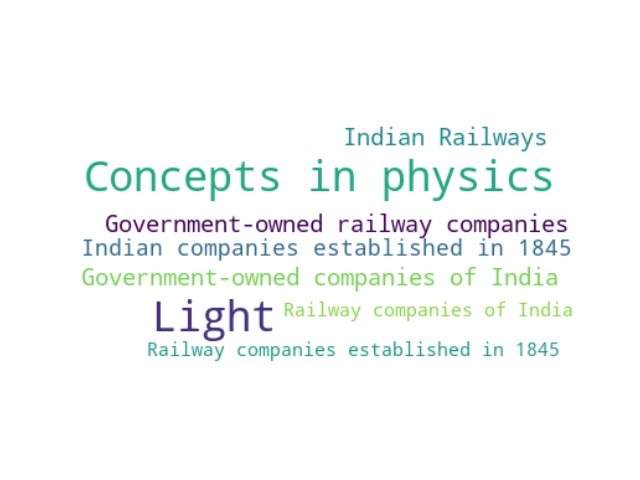 Indian Railways
Concepts in physics
Government-owned railway companies
Indian companies established in 1845
Government-owned companies of India
Light
Railway companies of India
Railway companies established in 1845